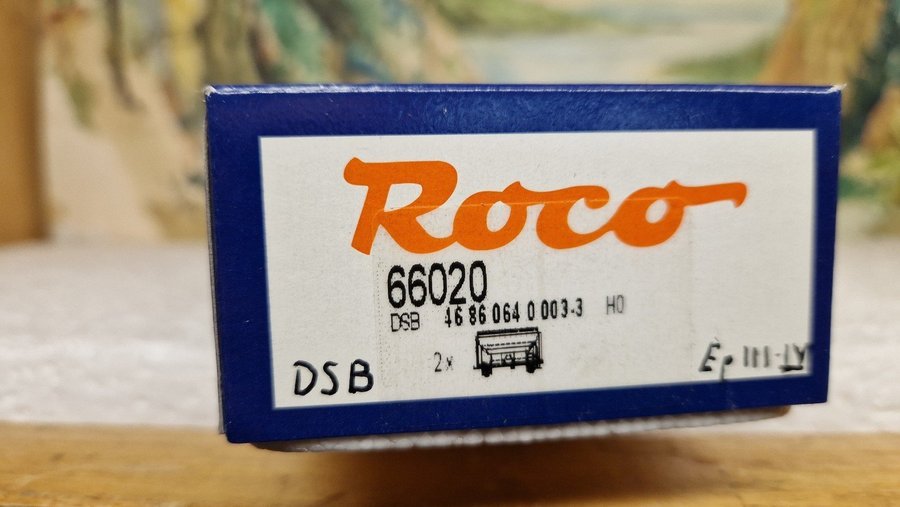 Roco
66020
DSB 46 86 064 0 003-3 H0
2x
DSB
Ep III-IV